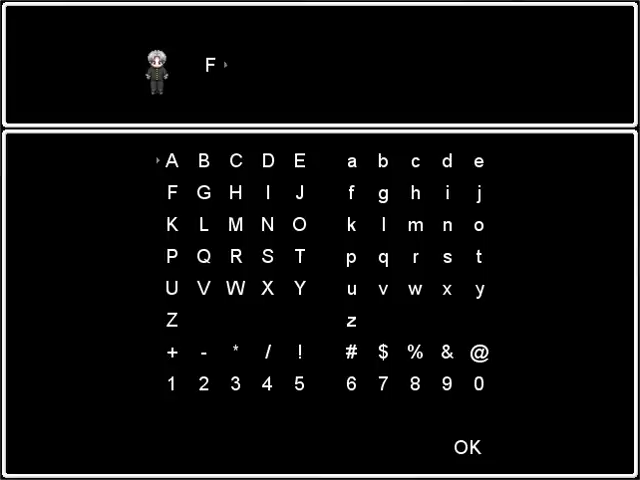 F
A B C D E a b c d e
F G H I J f g h i j
K L M N O k l m n o
P Q R S T p q r s t
U V W X Y u v w x y
Z z
+ - * / ! # $ % & @
1 2 3 4 5 6 7 8 9 0
OK